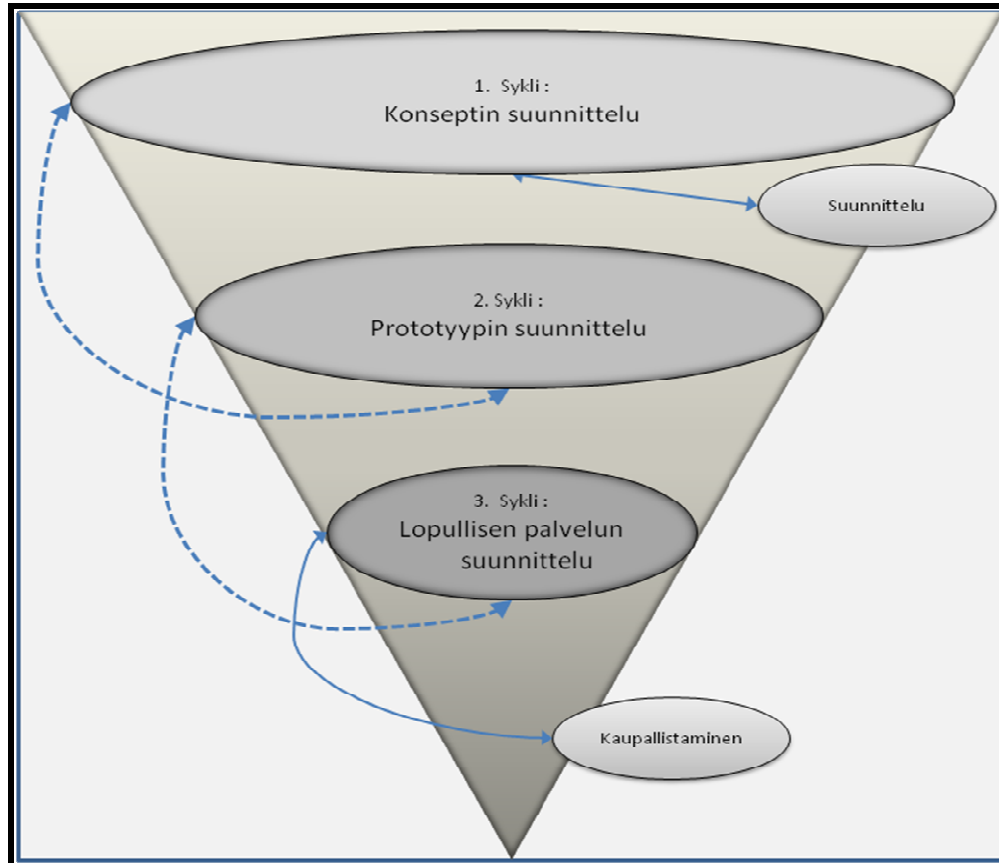 1. Sykli :
Konseptin suunnittelu
Suunnittelu
2. Sykli :
Prototyypin suunnittelu
3. Sykli :
Lopullisen palvelun
suunnittelu
Kaupallistaminen